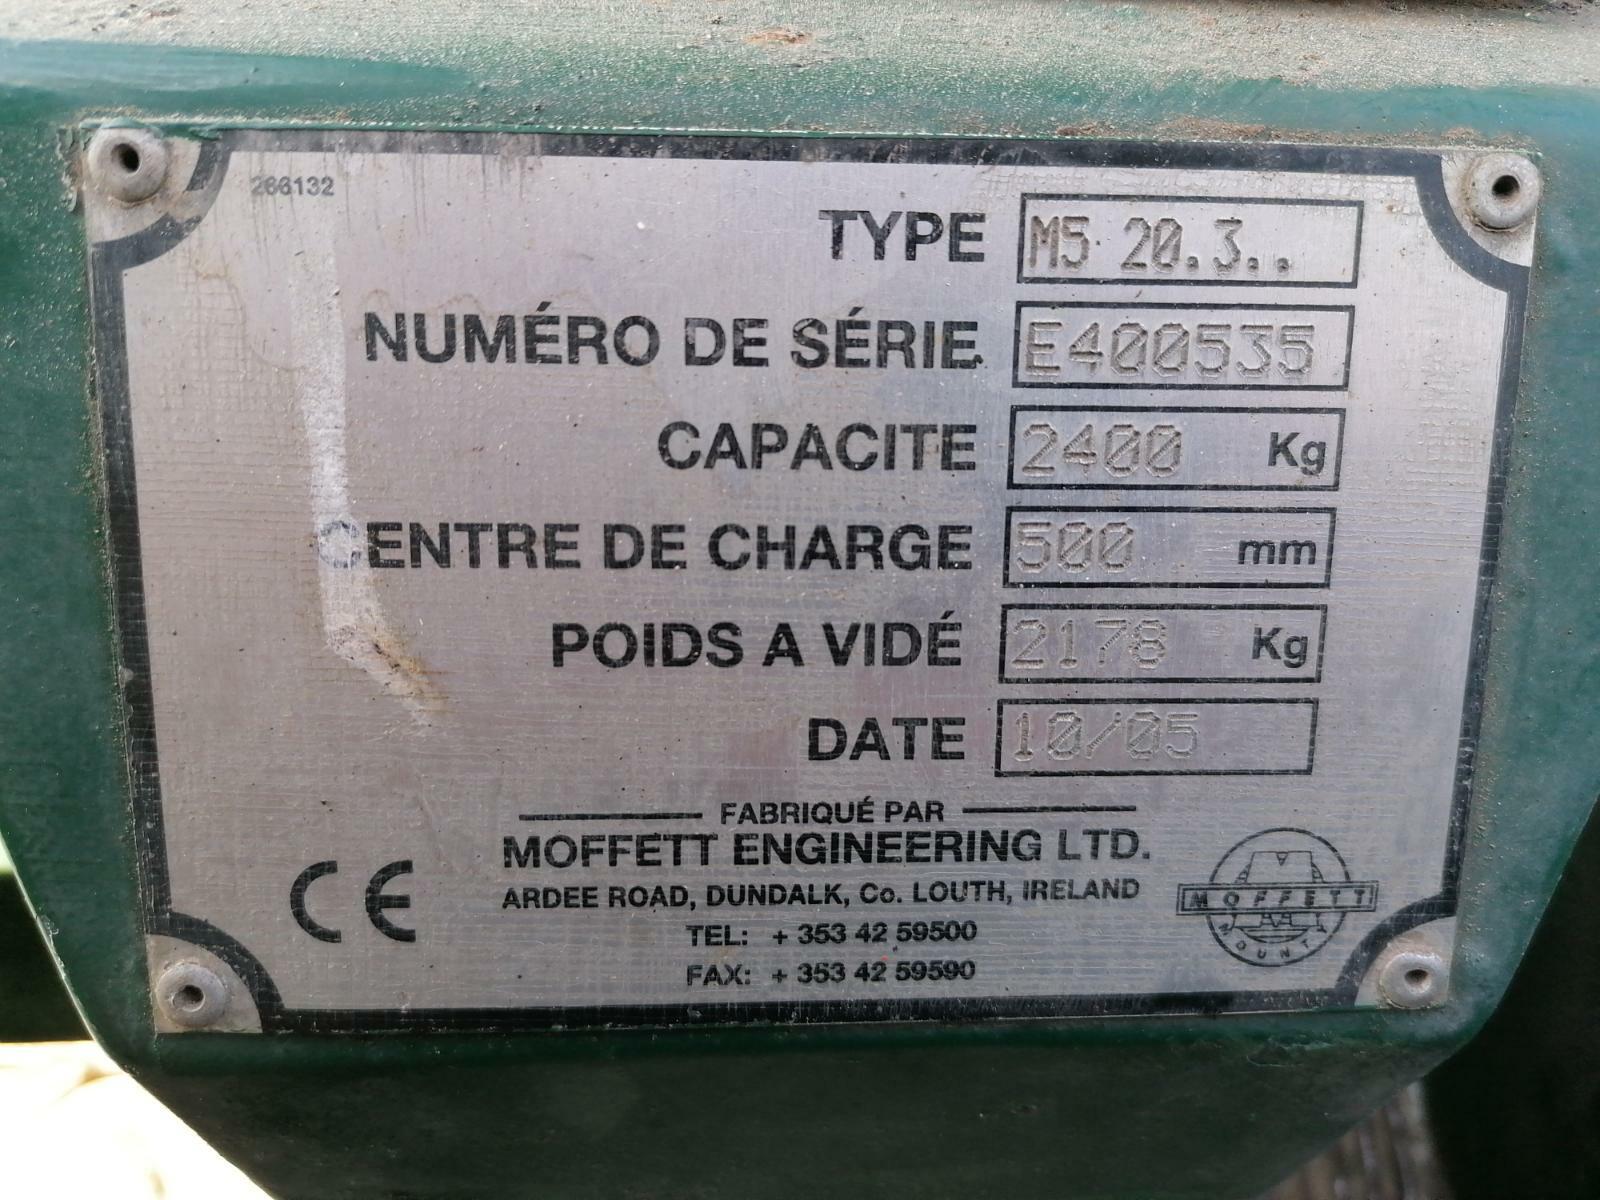 266132
TYPE M5 20.3..
NUMÉRO DE SÉRIE. E400535
CAPACITE 2400 Kg
CENTRE DE CHARGE 500 mm
POIDS A VIDÉ 2178 Kg
DATE 10/05
FABRIQUÉ PAR
MOFFETT ENGINEERING LTD.
ARDEE ROAD, DUNDALK, Co. LOUTH, IRELAND
TEL: + 353 42 59500
FAX: + 353 42 59590
CE
MOFFETT
MOUNTY